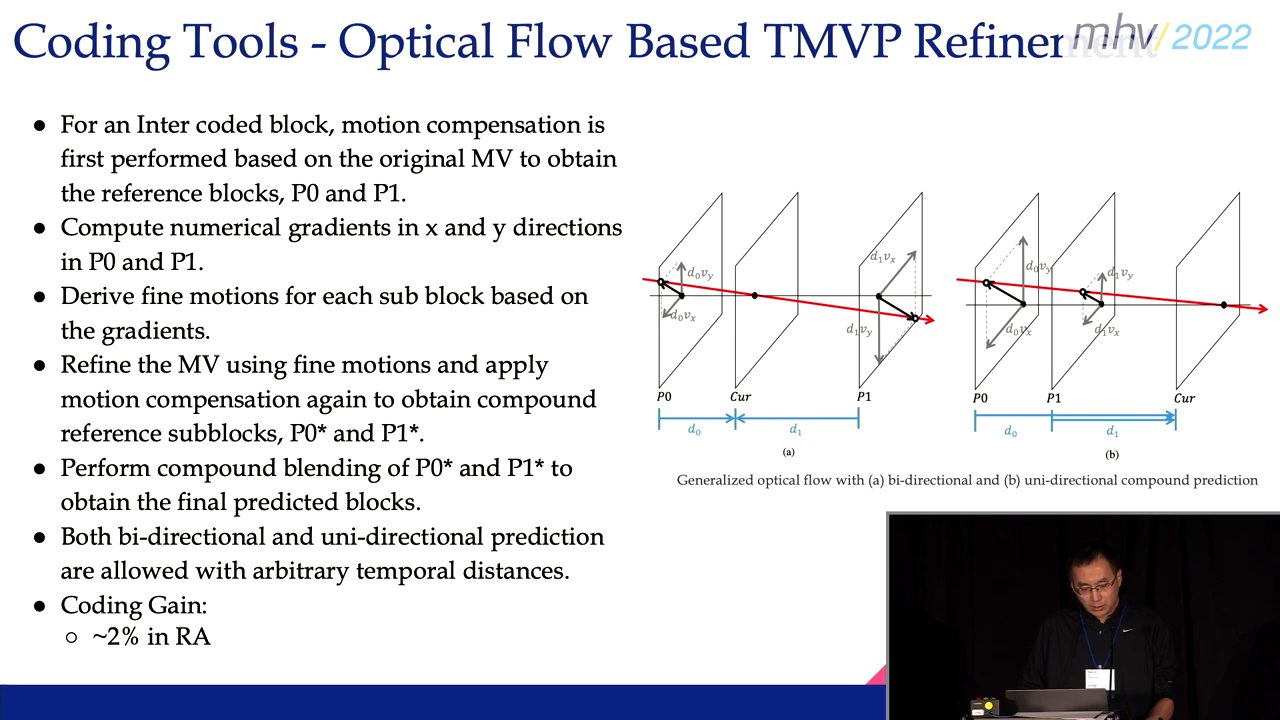 Coding Tools - Optical Flow Based TMVP Refinement
mhv/2022
● For an Inter coded block, motion compensation is
first performed based on the original MV to obtain
the reference blocks, P0 and P1.
● Compute numerical gradients in x and y directions
in P0 and P1.
● Derive fine motions for each sub block based on
the gradients.
● Refine the MV using fine motions and apply
motion compensation again to obtain compound
reference subblocks, P0* and P1*.
● Perform compound blending of P0* and P1* to
obtain the final predicted blocks.
● Both bi-directional and uni-directional prediction
are allowed with arbitrary temporal distances.
● Coding Gain:
○ ~2% in RA
d₀vy
d₀vx
d₁vx
d₁vy
P0 Cur P1
d₀ d₁
(a)
d₀vy
d₀vx
d₁vy
d₁vx
P0 P1 Cur
d₀ d₁
(b)
Generalized optical flow with (a) bi-directional and (b) uni-directional compound prediction